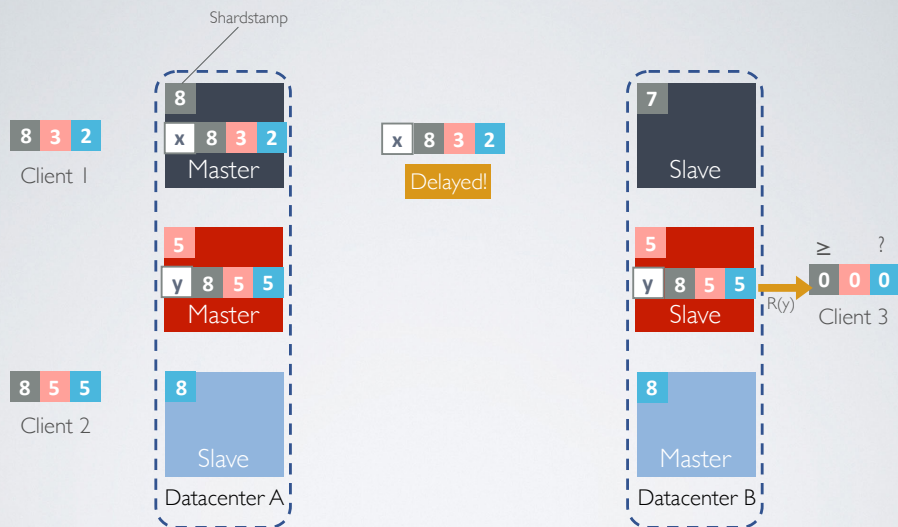 Shardstamp
8
7
8 3 2
x 8 3 2
x 8 3 2
Client 1
Master
Delayed!
Slave
5
5
≥ ?
y 8 5 5
y 8 5 5
0 0 0
R(y)
Master
Slave
Client 3
8 5 5
8
8
Client 2
Slave
Master
Datacenter A
Datacenter B